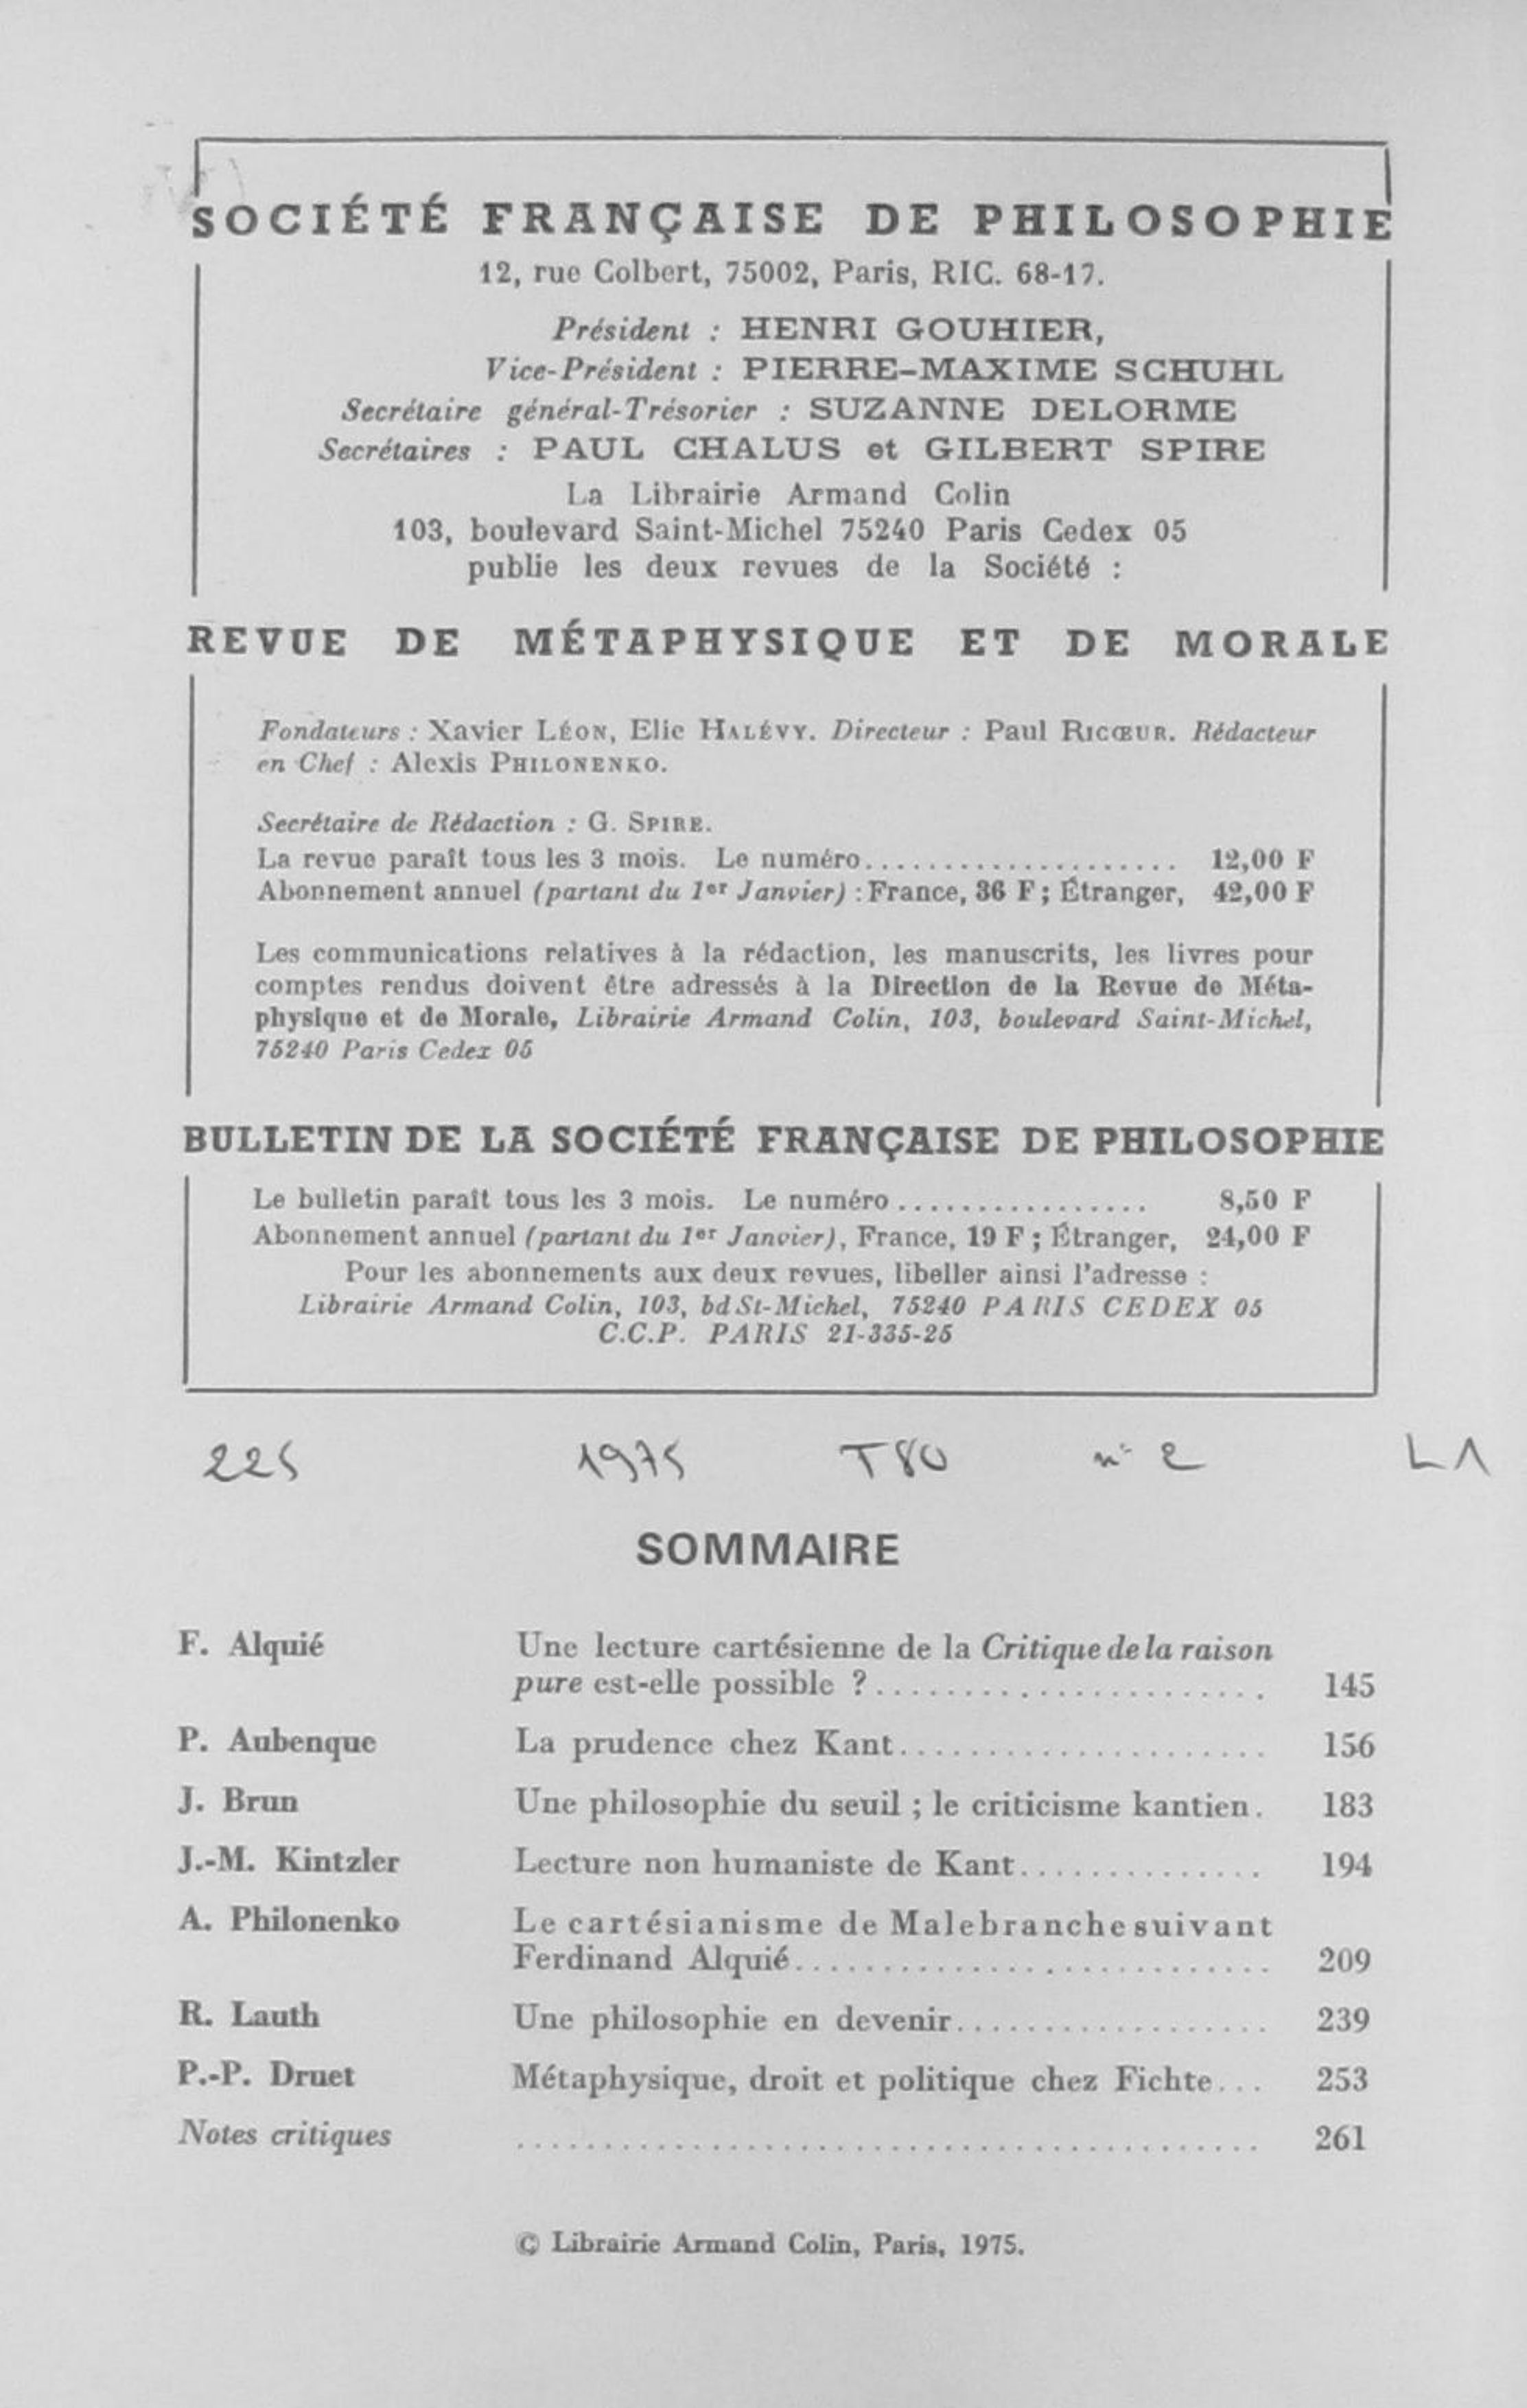 SOCIÉTÉ FRANÇAISE DE PHILOSOPHIE
12, rue Colbert, 75002, Paris, RIC. 68-17.
Président : HENRI GOUHIER,
Vice-Président : PIERRE-MAXIME SCHUHL
Secrétaire général-Trésorier : SUZANNE DELORME
Secrétaires : PAUL CHALUS et GILBERT SPIRE
La Librairie Armand Colin
103, boulevard Saint-Michel 75240 Paris Cedex 05
publie les deux revues de la Société :
REVUE DE MÉTAPHYSIQUE ET DE MORALE
Fondateurs : Xavier LÉON, Elie HALÉVY. Directeur : Paul RICŒUR. Rédacteur
en Chef : Alexis PHILONENKO.
Secrétaire de Rédaction : G. SPIRE.
La revue paraît tous les 3 mois. Le numéro.................... 12,00 F
Abonnement annuel (partant du 1er Janvier) : France, 36 F ; Étranger, 42,00 F
Les communications relatives à la rédaction, les manuscrits, les livres pour
comptes rendus doivent être adressés à la Direction de la Revue de Méta-
physique et de Morale, Librairie Armand Colin, 103, boulevard Saint-Michel,
75240 Paris Cedex 05
BULLETIN DE LA SOCIÉTÉ FRANÇAISE DE PHILOSOPHIE
Le bulletin paraît tous les 3 mois. Le numéro ................ 8,50 F
Abonnement annuel (partant du 1er Janvier), France, 19 F ; Étranger, 24,00 F
Pour les abonnements aux deux revues, libeller ainsi l'adresse :
Librairie Armand Colin, 103, bd St-Michel, 75240 PARIS CEDEX 05
C.C.P. PARIS 21-335-25
225 1975 T80 n° 2 L1
SOMMAIRE
F. Alquié Une lecture cartésienne de la Critique de la raison
pure est-elle possible ?........................ 145
P. Aubenque La prudence chez Kant...................... 156
J. Brun Une philosophie du seuil ; le criticisme kantien. 183
J.-M. Kintzler Lecture non humaniste de Kant............... 194
A. Philonenko Le cartésianisme de Malebranche suivant
Ferdinand Alquié............................. 209
R. Lauth Une philosophie en devenir................... 239
P.-P. Druet Métaphysique, droit et politique chez Fichte... 253
Notes critiques ............................................ 261
© Librairie Armand Colin, Paris, 1975.